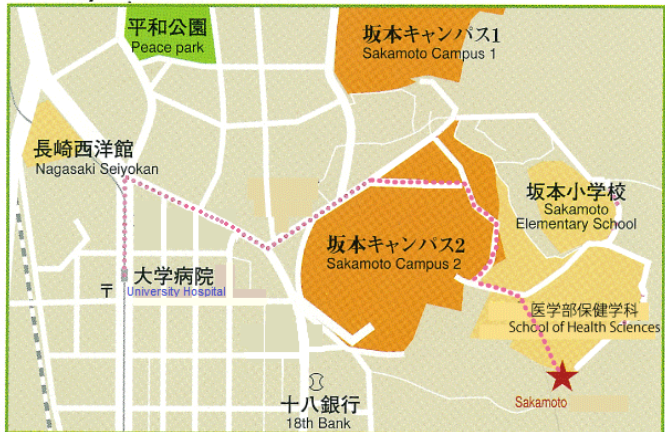 平和公園
Peace park
坂本キャンパス1
Sakamoto Campus 1
長崎西洋館
Nagasaki Seiyokan
坂本小学校
Sakamoto
Elementary School
坂本キャンパス2
Sakamoto Campus 2
〒
大学病院
University Hospital
医学部保健学科
School of Health Sciences
十八銀行
18th Bank
Sakamoto